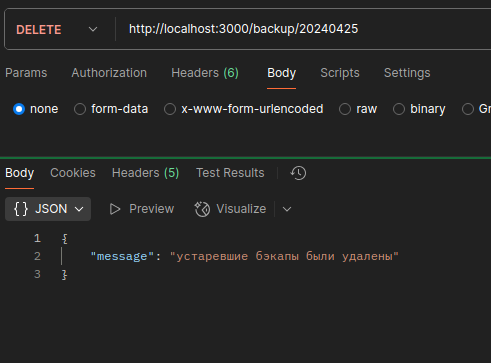 DELETE http://localhost:3000/backup/20240425
Params Authorization Headers (6) Body Scripts Settings
none form-data x-www-form-urlencoded raw binary
Body Cookies Headers (5) Test Results
{} JSON Preview Visualize
1 {
2 "message": "устаревшие бэкапы были удалены"
3 }